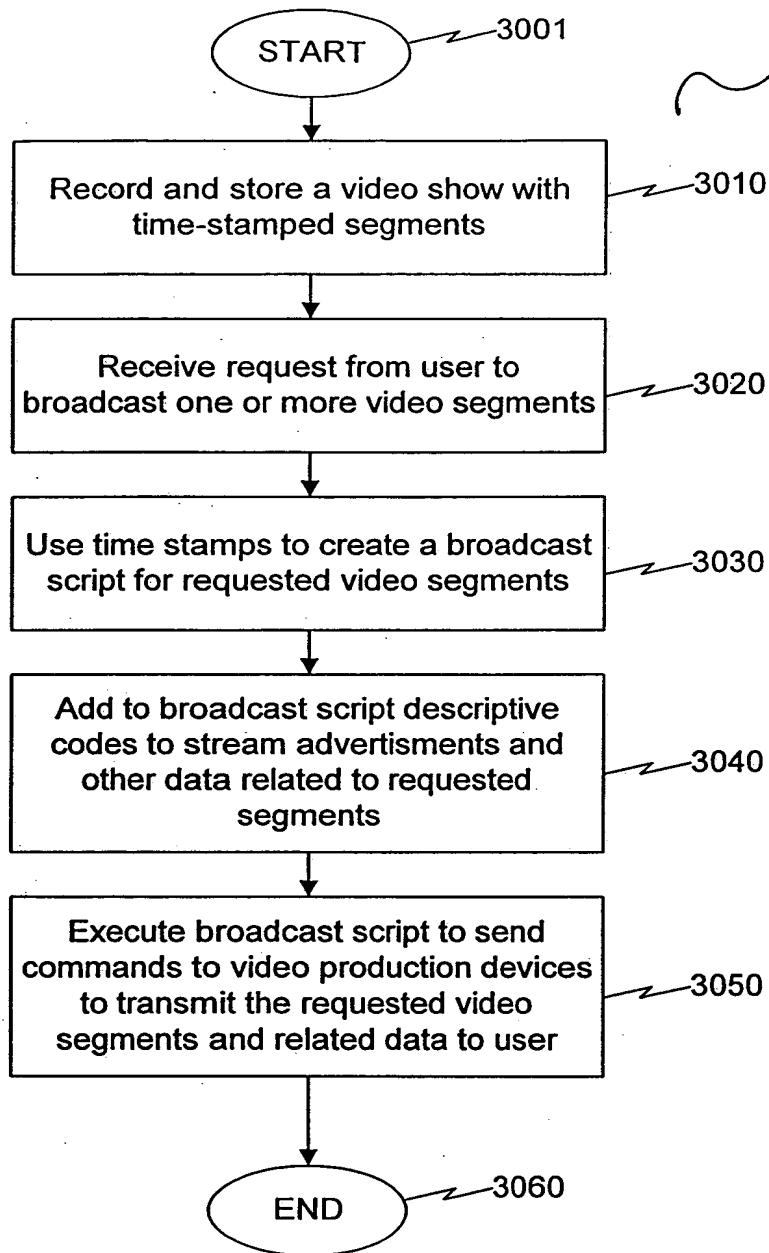 START
3001
Record and store a video show with
time-stamped segments
3010
Receive request from user to
broadcast one or more video segments
3020
Use time stamps to create a broadcast
script for requested video segments
3030
Add to broadcast script descriptive
codes to stream advertisments and
other data related to requested
segments
3040
Execute broadcast script to send
commands to video production devices
to transmit the requested video
segments and related data to user
3050
END
3060